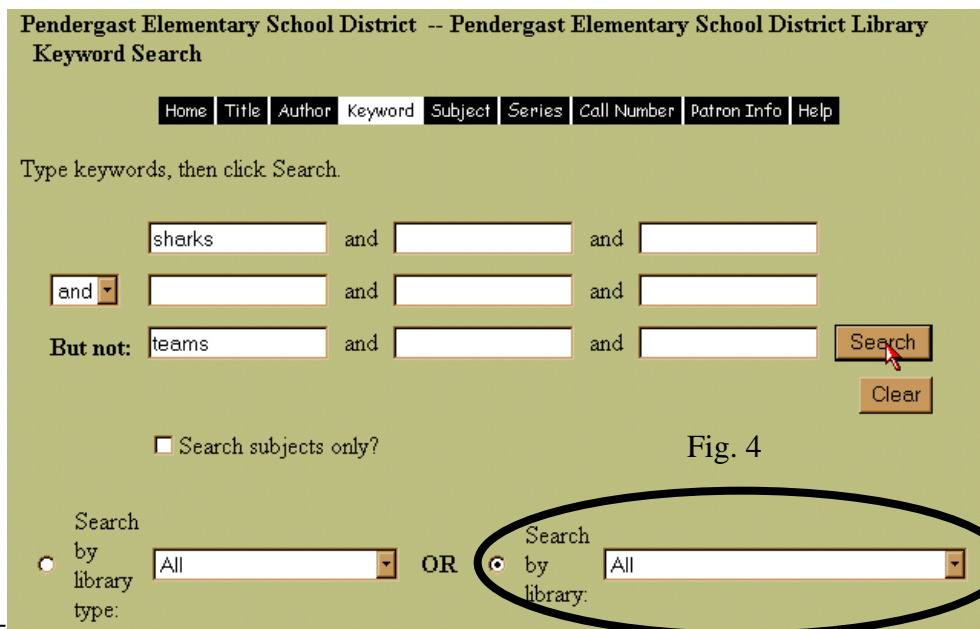 Pendergast Elementary School District -- Pendergast Elementary School District Library
Keyword Search
Home Title Author Keyword Subject Series Call Number Patron Info Help
Type keywords, then click Search.
sharks and and
and and and
But not: teams and and Search
Clear
Search subjects only?
Fig. 4
Search by library type: All OR Search by library: All